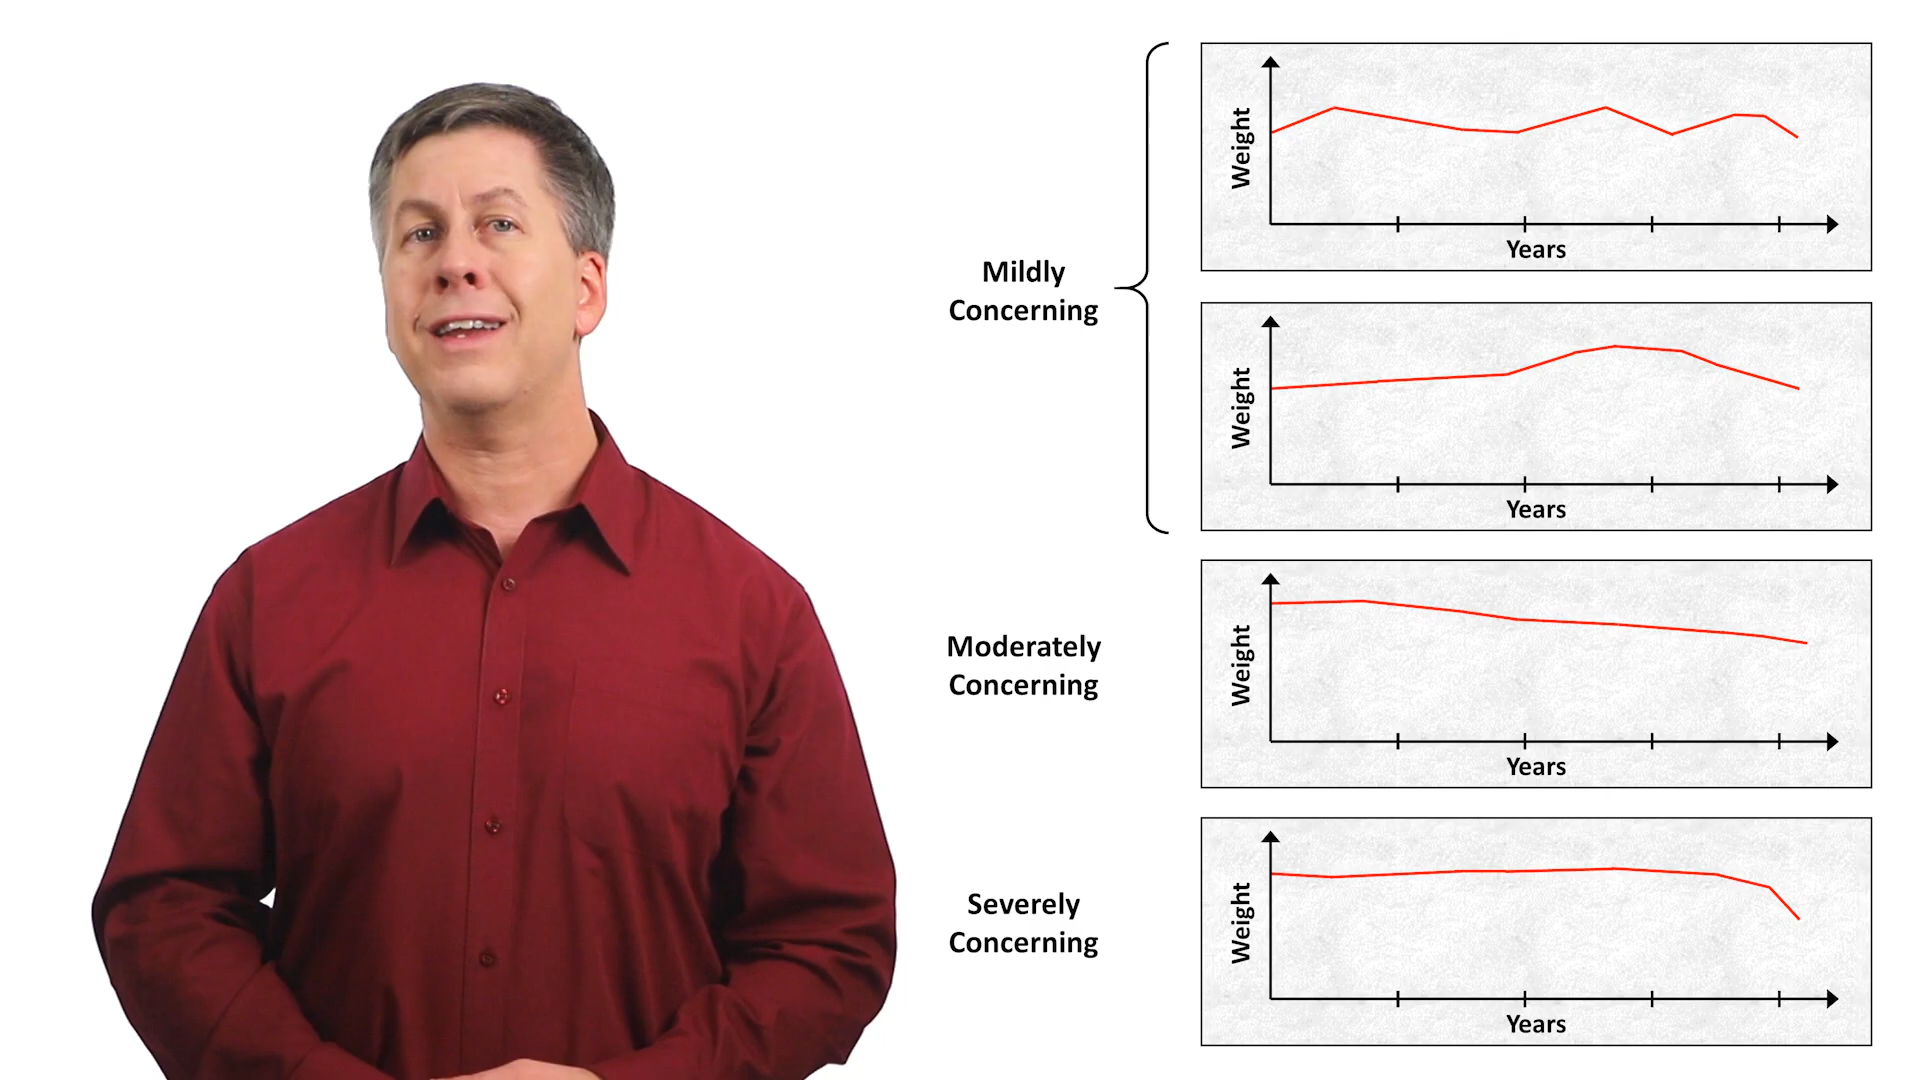 Mildly
Concerning
Weight
Years
Weight
Years
Moderately
Concerning
Weight
Years
Severely
Concerning
Weight
Years